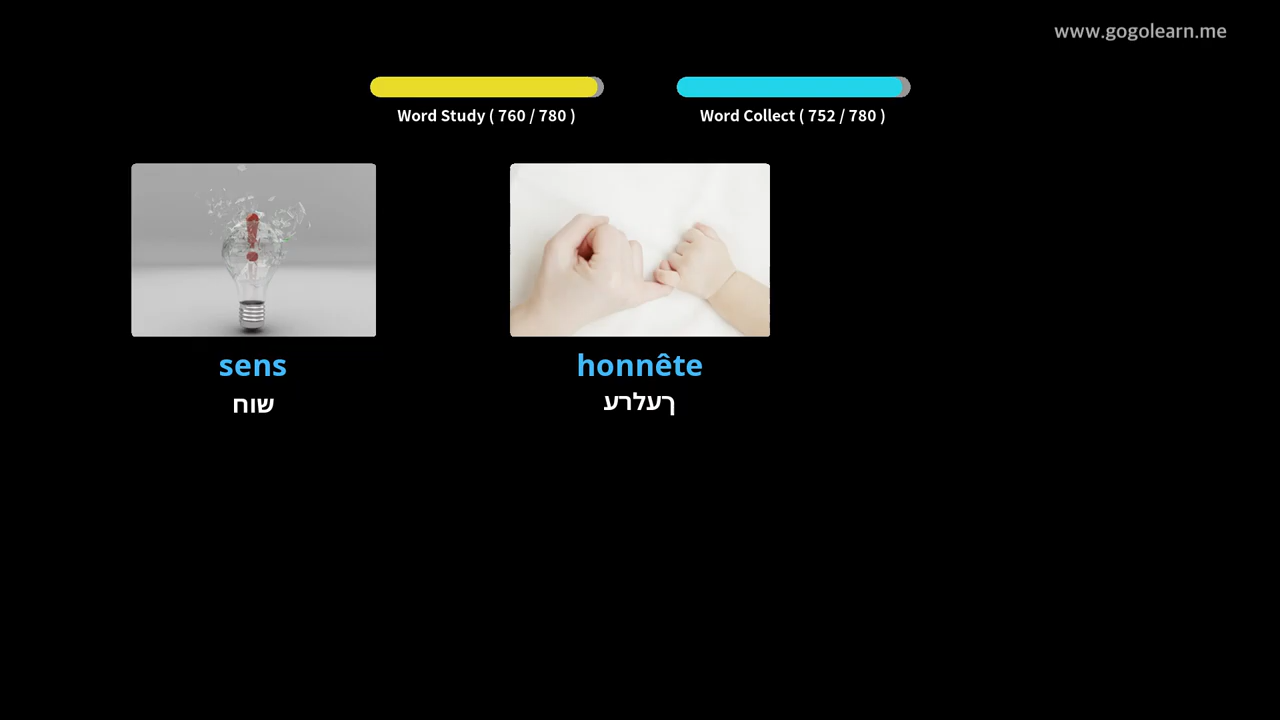 www.gogolearn.me
Word Study ( 760 / 780 )
Word Collect ( 752 / 780 )
sens
שוח
honnête
ךעלרע